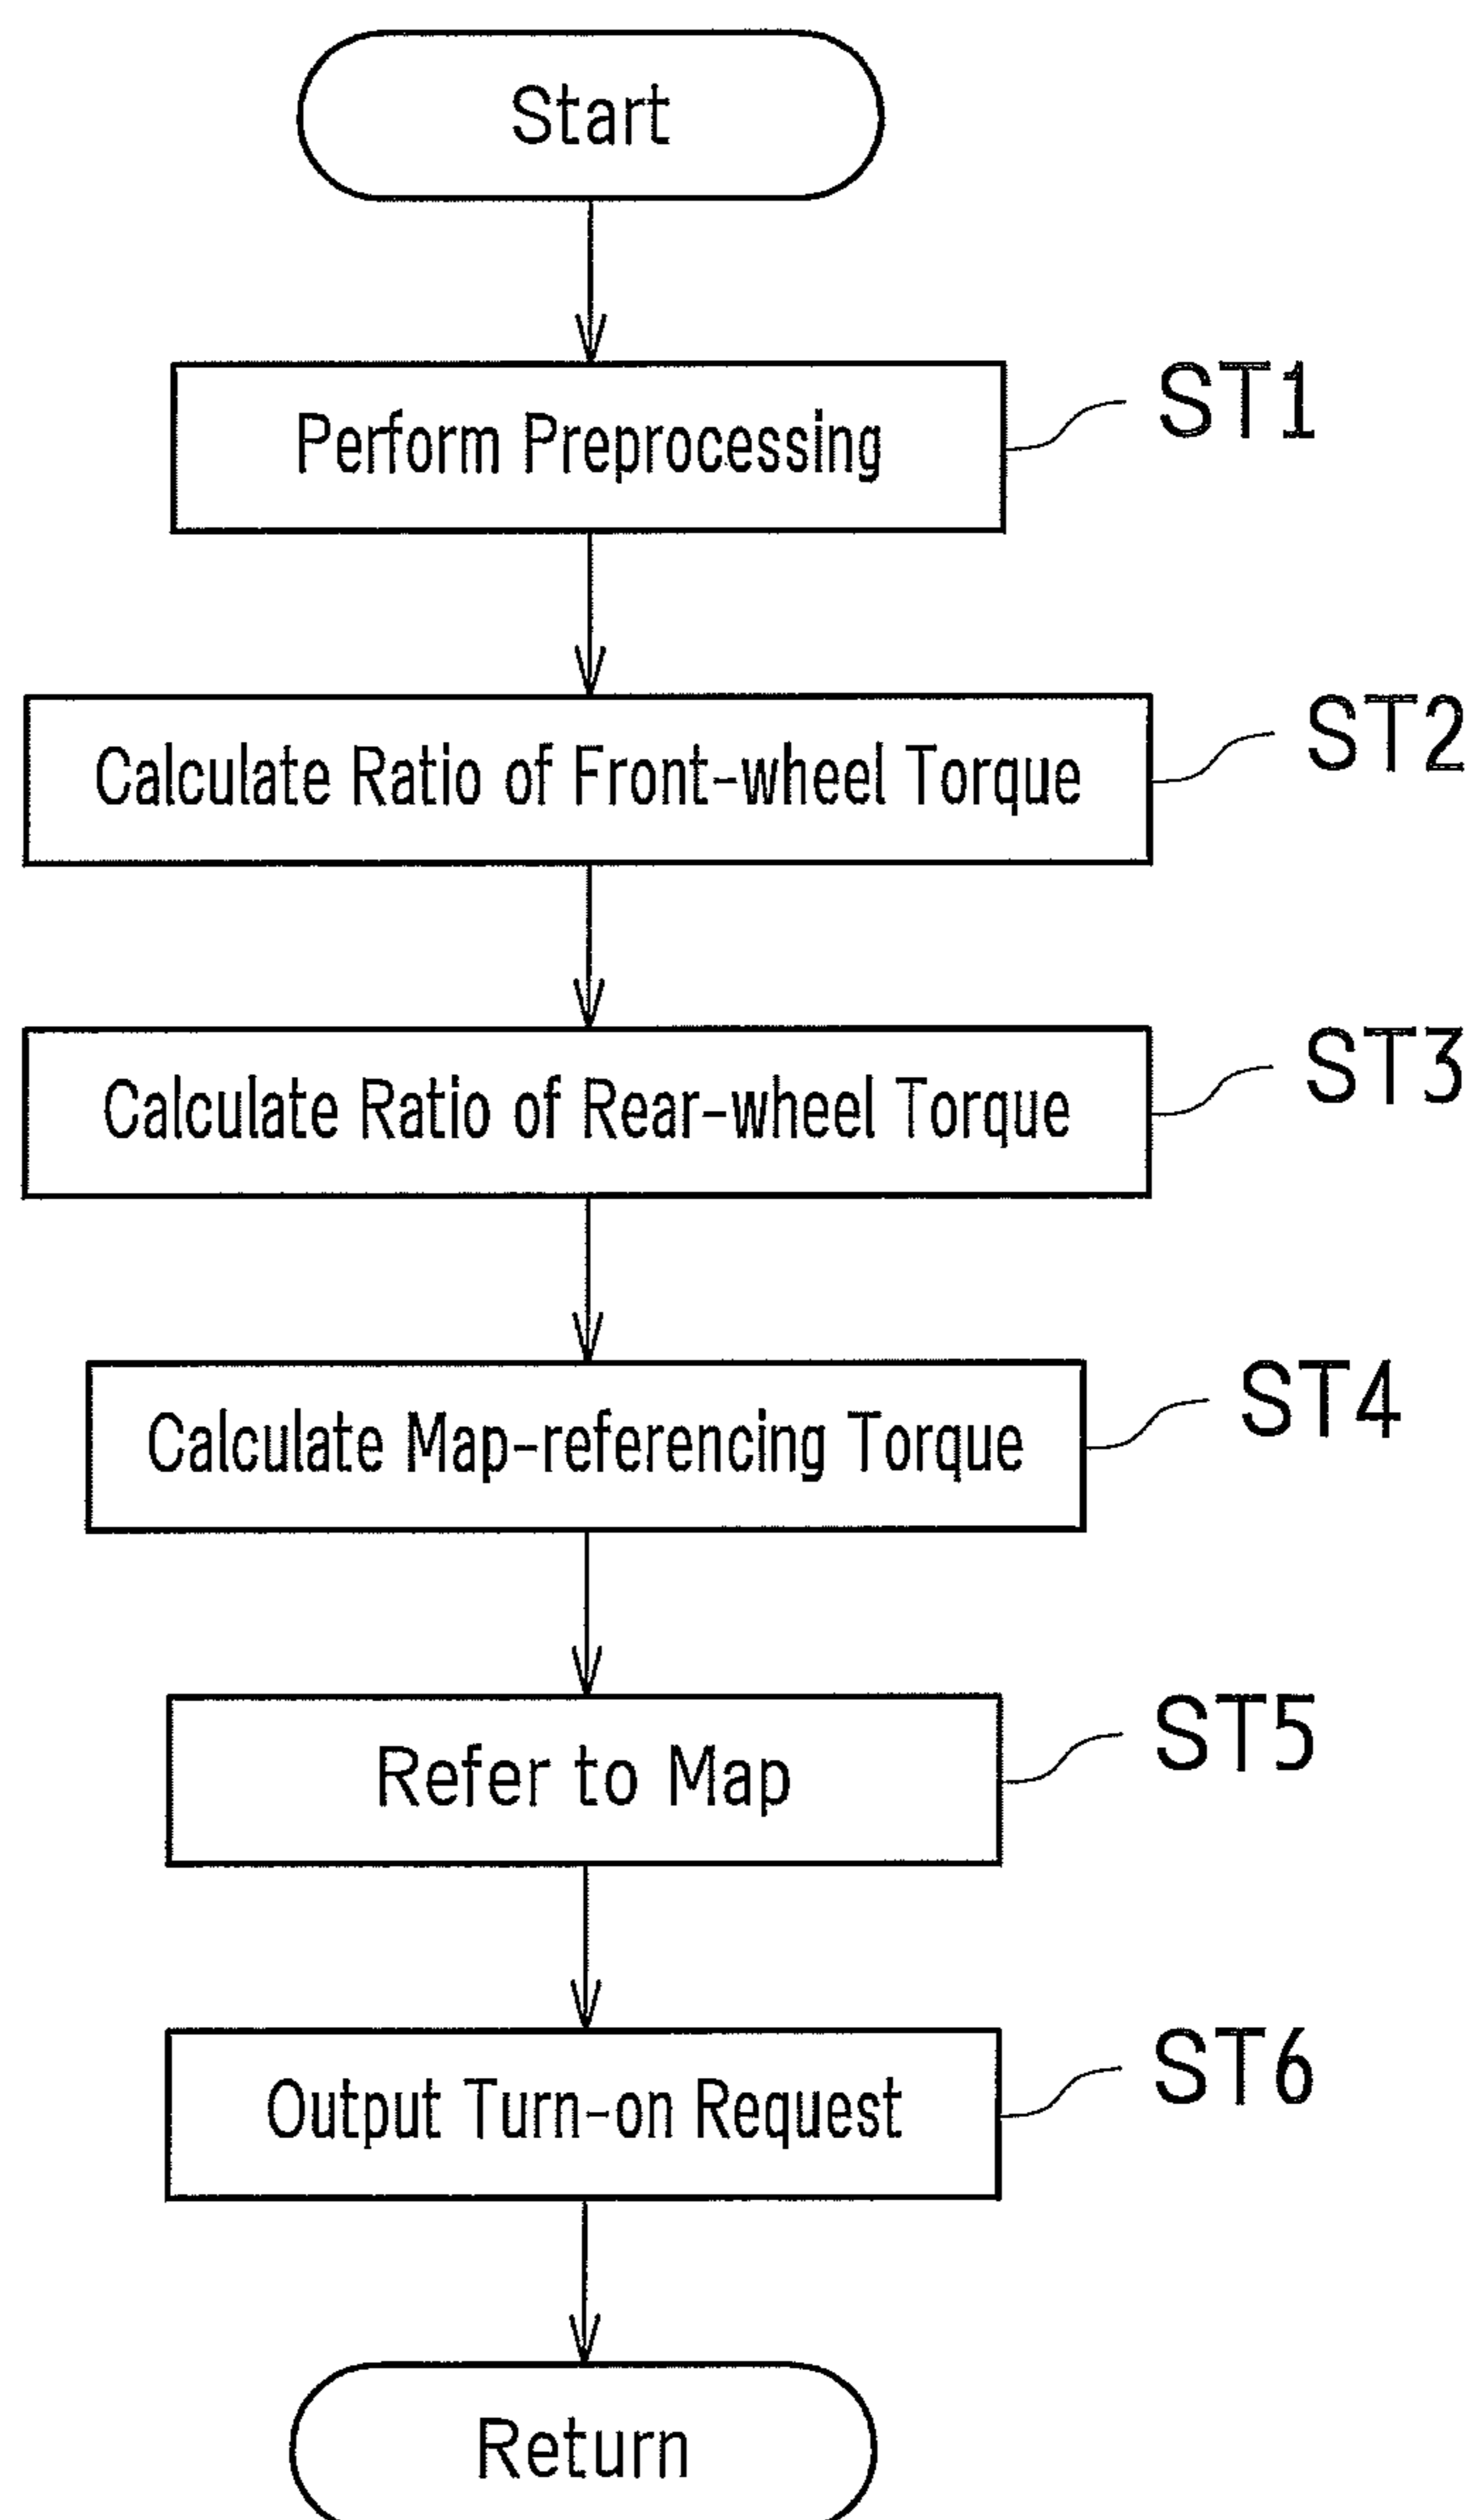 Start
Perform Preprocessing
ST1
Calculate Ratio of Front-wheel Torque
ST2
Calculate Ratio of Rear-wheel Torque
ST3
Calculate Map-referencing Torque
ST4
Refer to Map
ST5
Output Turn-on Request
ST6
Return